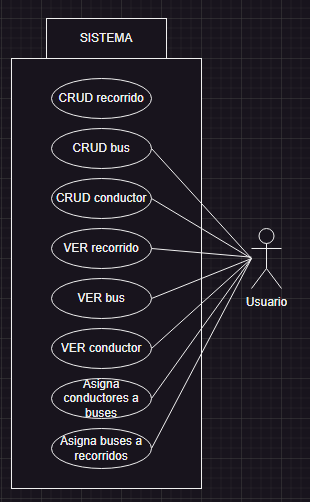 SISTEMA
CRUD recorrido
CRUD bus
CRUD conductor
VER recorrido
VER bus
VER conductor
Asigna
conductores a
buses
Asigna buses a
recorridos
Usuario